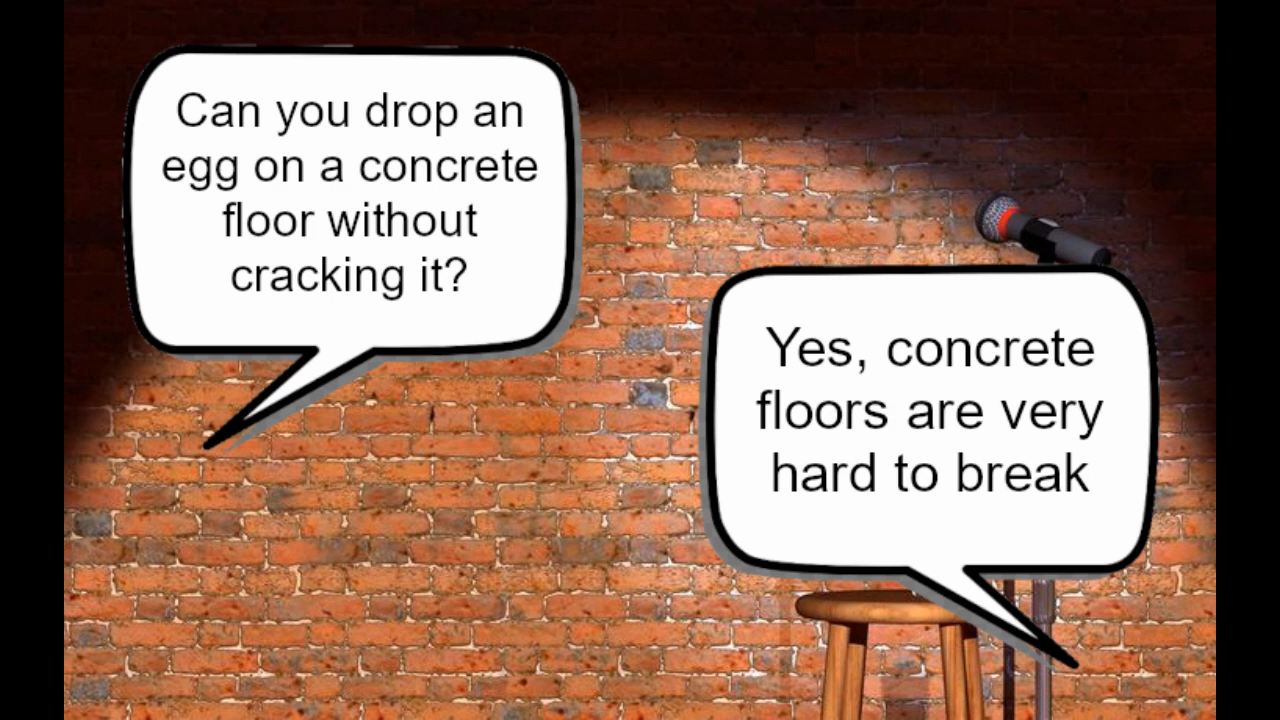 Can you drop an
egg on a concrete
floor without
cracking it?
Yes, concrete
floors are very
hard to break